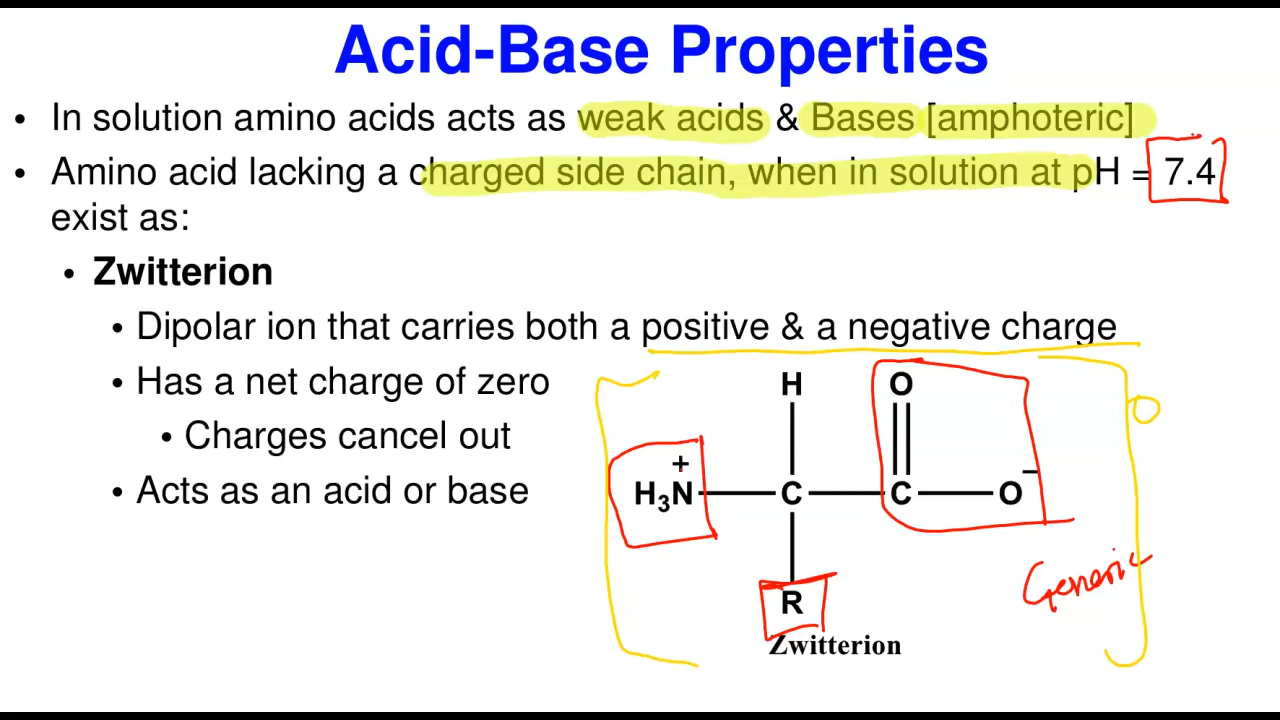 Acid-Base Properties
• In solution amino acids acts as weak acids & Bases [amphoteric]
• Amino acid lacking a charged side chain, when in solution at pH = 7.4
exist as:
• Zwitterion
• Dipolar ion that carries both a positive & a negative charge
• Has a net charge of zero
• Charges cancel out
• Acts as an acid or base
H O
0
+ −
H₃N C C O
Generic
R
Zwitterion